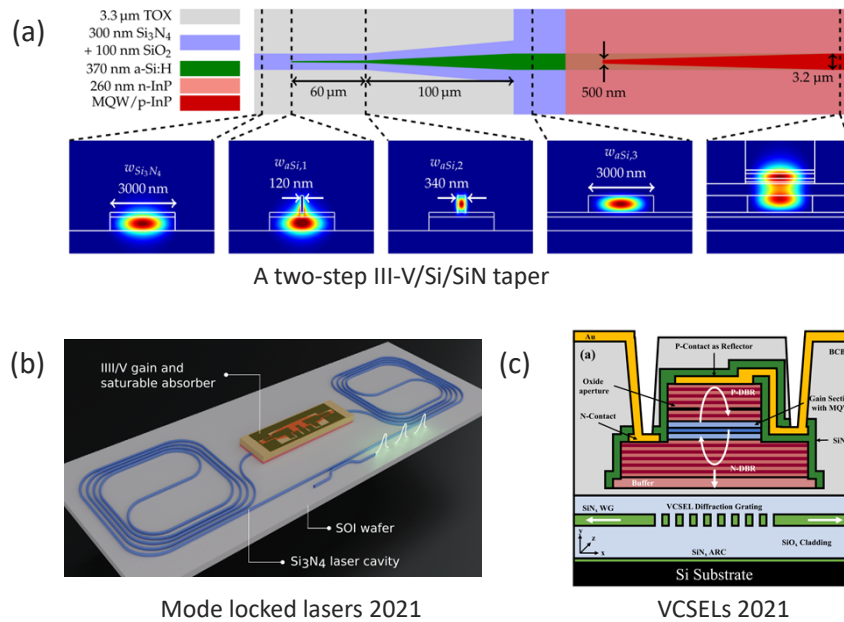 (a)
3.3 µm TOX
300 nm Si3N4
+ 100 nm SiO2
370 nm a-Si:H
260 nm n-InP
MQW/p-InP
60 µm
100 µm
500 nm
3.2 µm
wSi3N4
3000 nm
waSi,1
120 nm
waSi,2
340 nm
waSi,3
3000 nm
A two-step III-V/Si/SiN taper
(b)
IIII/V gain and
saturable absorber
SOI wafer
Si3N4 laser cavity
Mode locked lasers 2021
(c)
Au
(a)
P-Contact as Reflector
BCB
Oxide
aperture
P-DBR
Gain Section
with MQW
N-Contact
SiN
N-DBR
Buffer
SiNx WG
VCSEL Diffraction Grating
y
z
x
SiNx ARC
SiOx Cladding
Si Substrate
VCSELs 2021